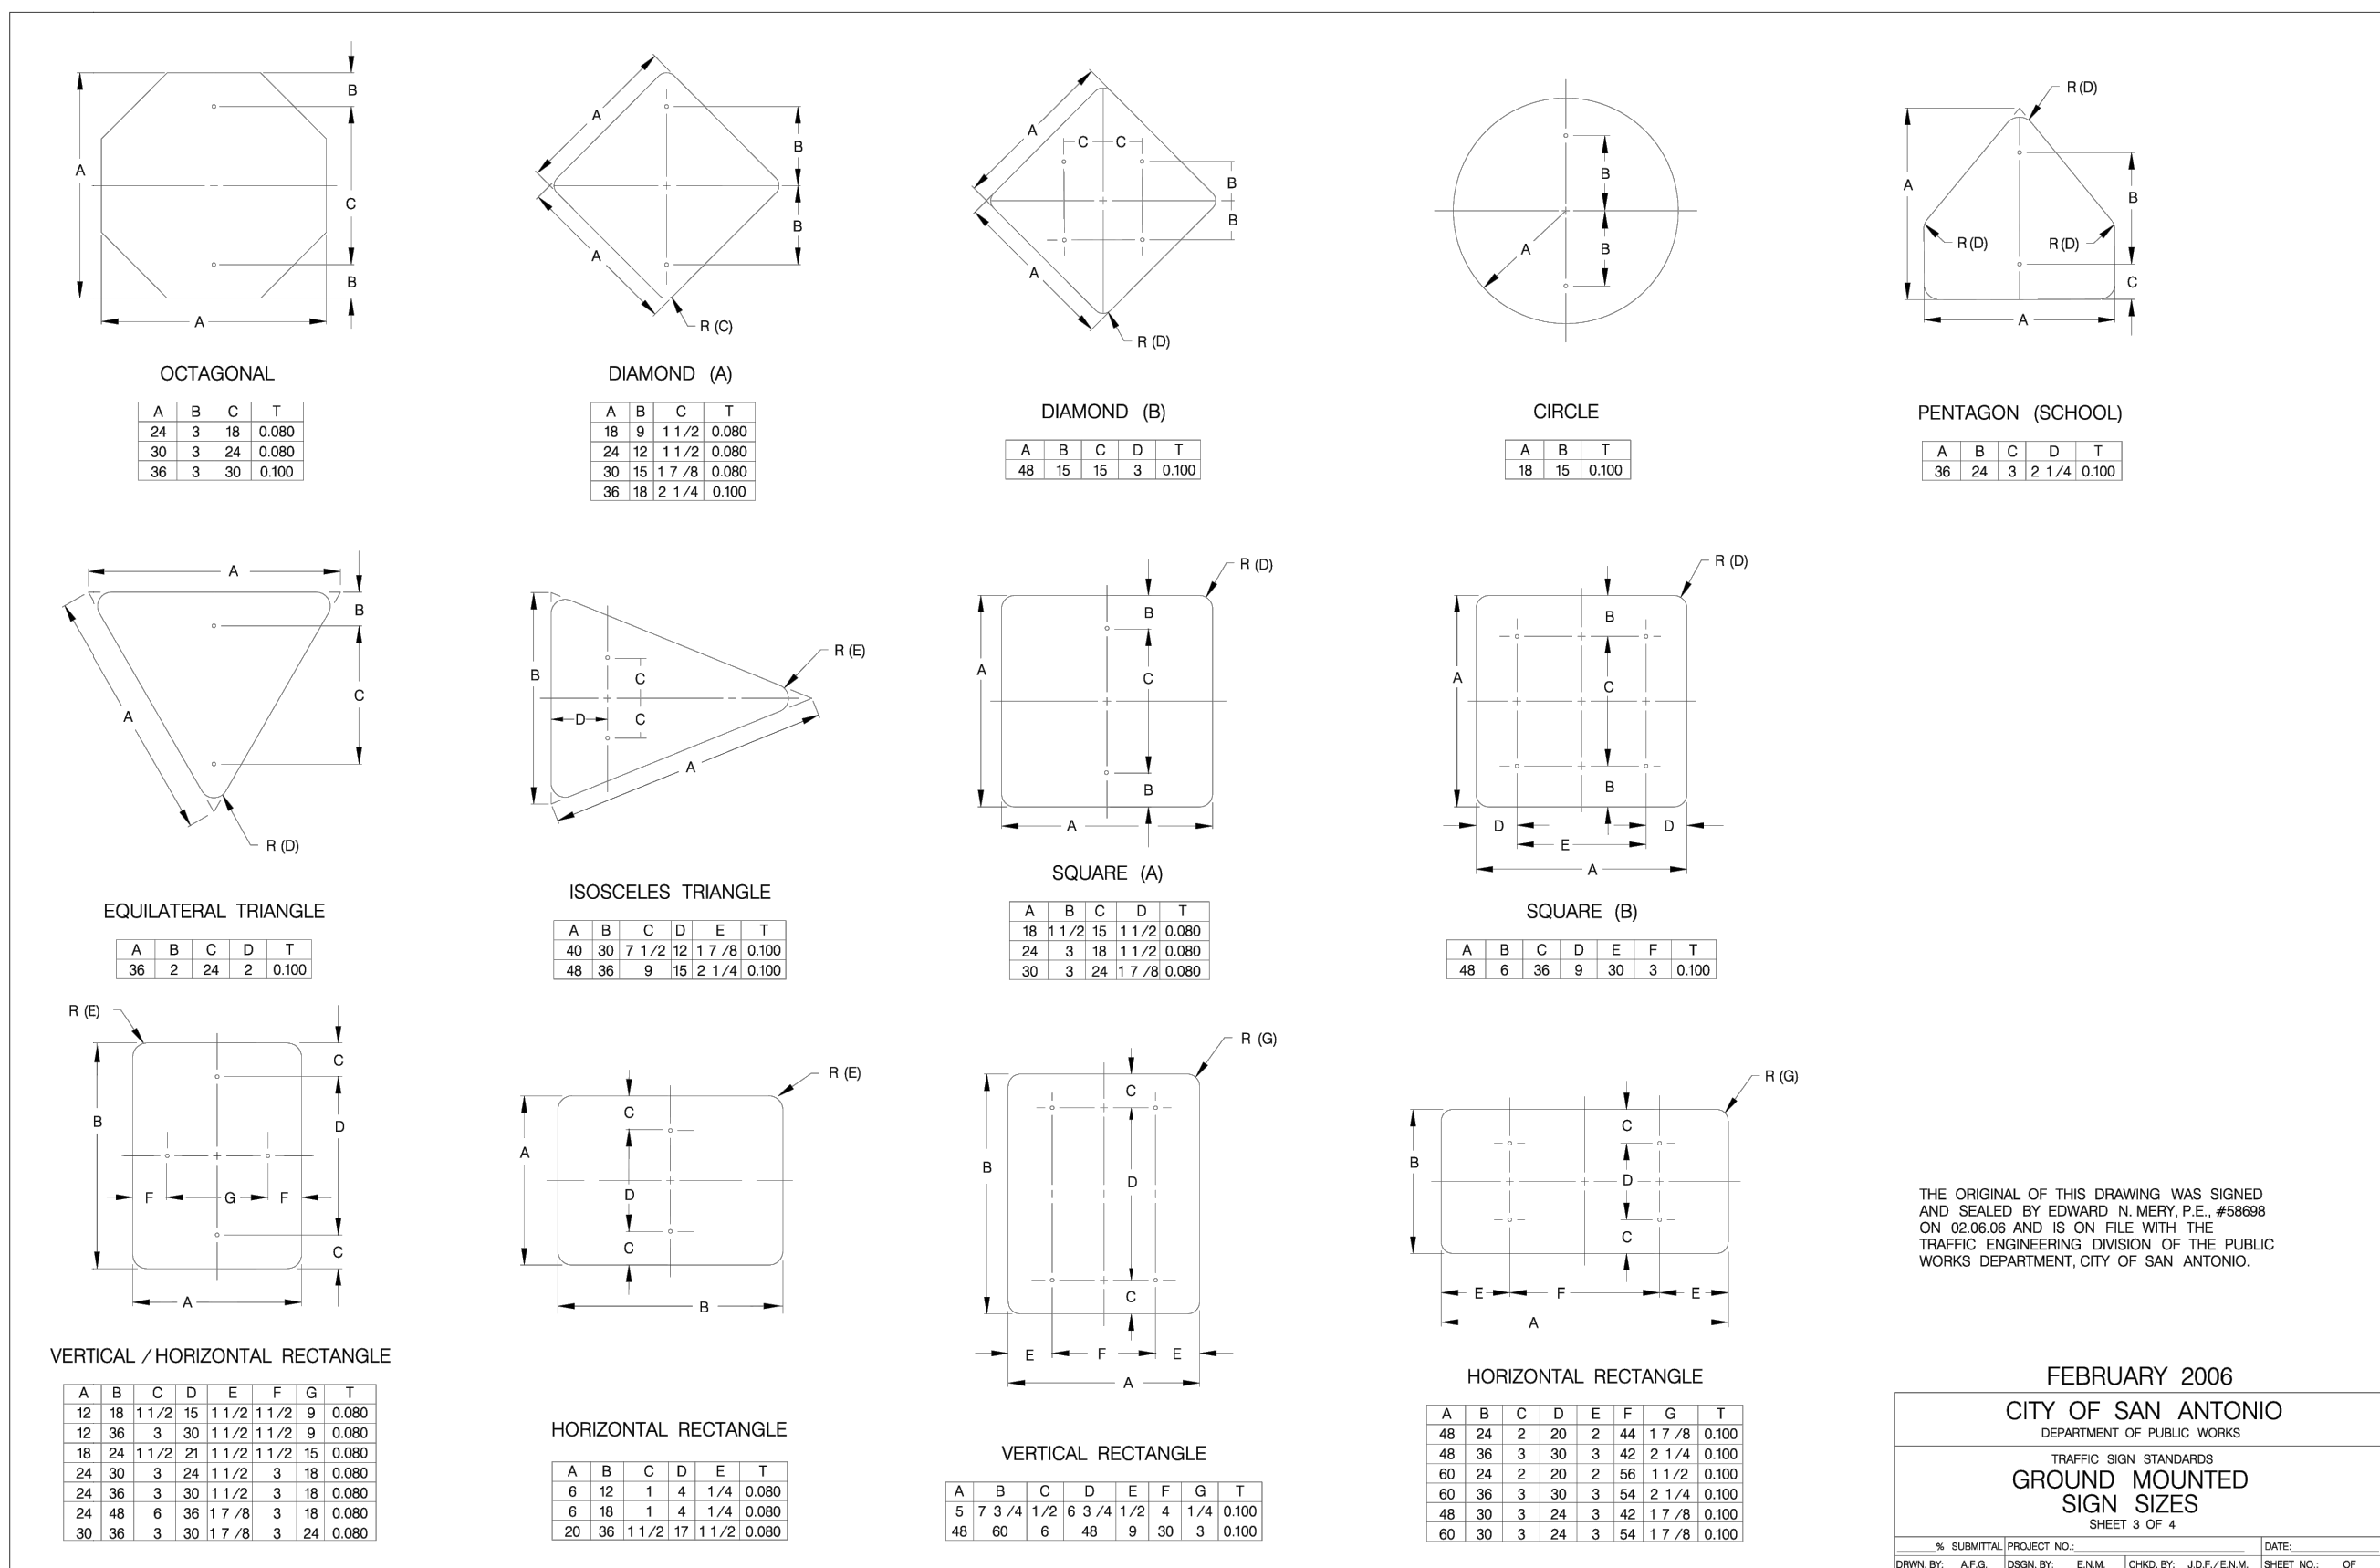 A
B
C
B
A
OCTAGONAL
A B C T
24 3 18 0.080
30 3 24 0.080
36 3 30 0.100
A
A
B
B
R (C)
DIAMOND (A)
A B C T
18 9 1 1/2 0.080
24 12 1 1/2 0.080
30 15 1 7/8 0.080
36 18 2 1/4 0.100
A
C C
B
B
A
R (D)
DIAMOND (B)
A B C D T
48 15 15 3 0.100
B
A
B
CIRCLE
A B T
18 15 0.100
R (D)
A
B
R (D) R (D)
C
A
PENTAGON (SCHOOL)
A B C D T
36 24 3 2 1/4 0.100
A
B
C
A
R (D)
EQUILATERAL TRIANGLE
A B C D T
36 2 24 2 0.100
R (E)
B
C
D
C
A
ISOSCELES TRIANGLE
A B C D E T
40 30 7 1/2 12 1 7/8 0.100
48 36 9 15 2 1/4 0.100
R (D)
B
A
C
B
A
SQUARE (A)
A B C D T
18 1 1/2 15 1 1/2 0.080
24 3 18 1 1/2 0.080
30 3 24 1 7/8 0.080
R (D)
B
A
C
B
D D
E
A
SQUARE (B)
A B C D E F T
48 6 36 9 30 3 0.100
R (E)
C
B
D
F G F
C
A
VERTICAL / HORIZONTAL RECTANGLE
A B C D E F G T
12 18 1 1/2 15 1 1/2 1 1/2 9 0.080
12 36 3 30 1 1/2 1 1/2 9 0.080
18 24 1 1/2 21 1 1/2 1 1/2 15 0.080
24 30 3 24 1 1/2 3 18 0.080
24 36 3 30 1 1/2 3 18 0.080
24 48 6 36 1 7/8 3 18 0.080
30 36 3 30 1 7/8 3 24 0.080
R (E)
C
A
D
C
B
HORIZONTAL RECTANGLE
A B C D E T
6 12 1 4 1/4 0.080
6 18 1 4 1/4 0.080
20 36 1 1/2 17 1 1/2 0.080
R (G)
C
B
D
C
E F E
A
VERTICAL RECTANGLE
A B C D E F G T
5 7 3/4 1/2 6 3/4 1/2 4 1/4 0.100
48 60 6 48 9 30 3 0.100
R (G)
C
B
D
C
E F E
A
HORIZONTAL RECTANGLE
A B C D E F G T
48 24 2 20 2 44 1 7/8 0.100
48 36 3 30 3 42 2 1/4 0.100
60 24 2 20 2 56 1 1/2 0.100
60 36 3 30 3 54 2 1/4 0.100
48 30 3 24 3 42 1 7/8 0.100
60 30 3 24 3 54 1 7/8 0.100
THE ORIGINAL OF THIS DRAWING WAS SIGNED
AND SEALED BY EDWARD N. MERY, P.E., #58698
ON 02.06.06 AND IS ON FILE WITH THE
TRAFFIC ENGINEERING DIVISION OF THE PUBLIC
WORKS DEPARTMENT, CITY OF SAN ANTONIO.
FEBRUARY 2006
CITY OF SAN ANTONIO
DEPARTMENT OF PUBLIC WORKS
TRAFFIC SIGN STANDARDS
GROUND MOUNTED
SIGN SIZES
SHEET 3 OF 4
% SUBMITTAL PROJECT NO.: DATE:
DRWN. BY: A.F.G. DSGN. BY: E.N.M. CHKD. BY: J.D.F./E.N.M. SHEET NO.: OF